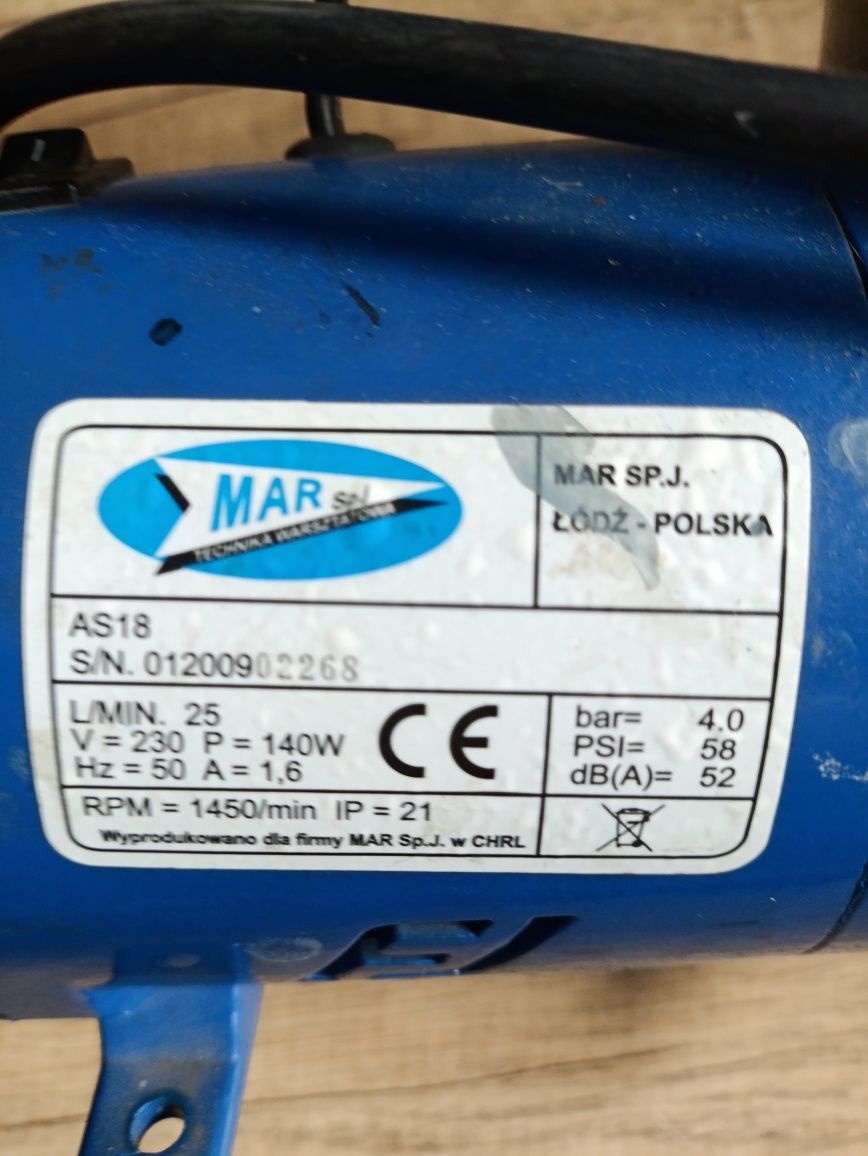 MAR Sp.J.
TECHNIKA WARSZTATOWA
MAR SP.J.
ŁÓDŹ - POLSKA
AS18
S/N. 01200902268
L/MIN. 25
V = 230 P = 140W
Hz = 50 A = 1,6
CE
bar= 4.0
PSI= 58
dB(A)= 52
RPM = 1450/min IP = 21
Wyprodukowano dla firmy MAR Sp.J. w CHRL